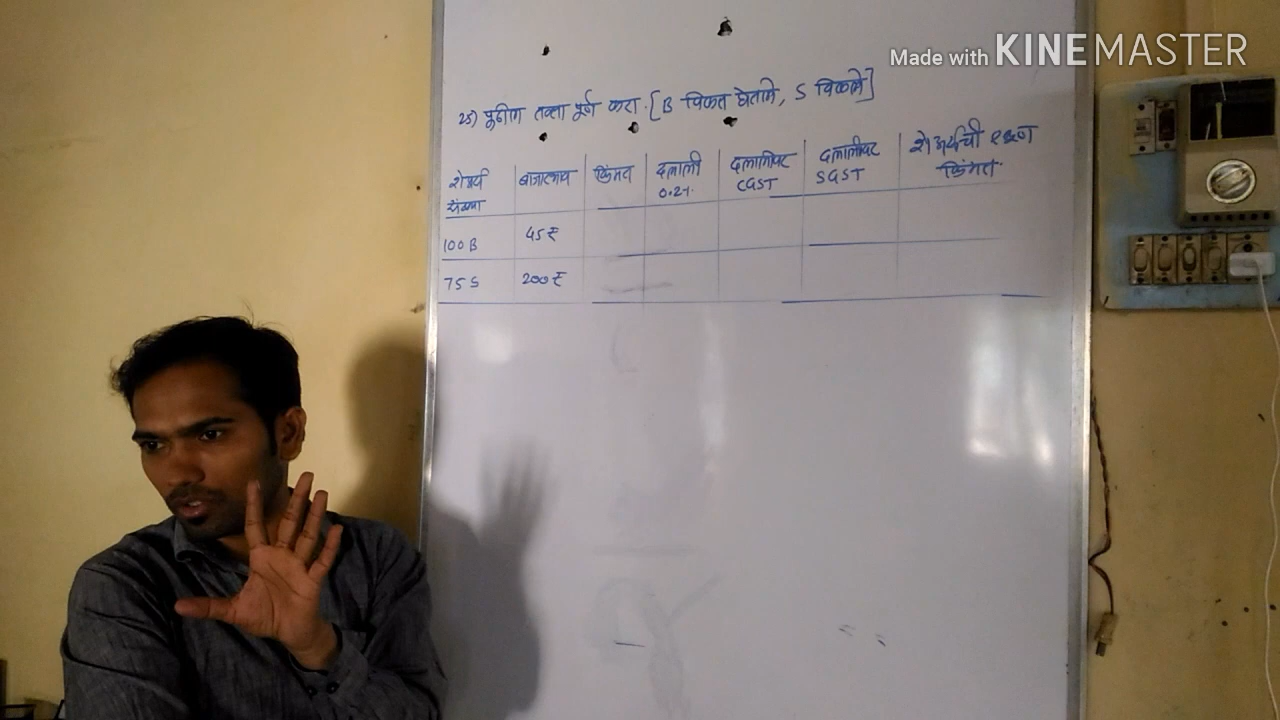 Made with KINEMASTER
25) पुढील तक्ता पूर्ण करा. [B विकत घेतले, S विकले]
शेअर्स संख्या बाजारभाव किंमत दलाली 0.2% दलालीवर CGST दलालीवर SGST शेअर्सची एकूण किंमत
100 B 45 ₹
75 S 200 ₹